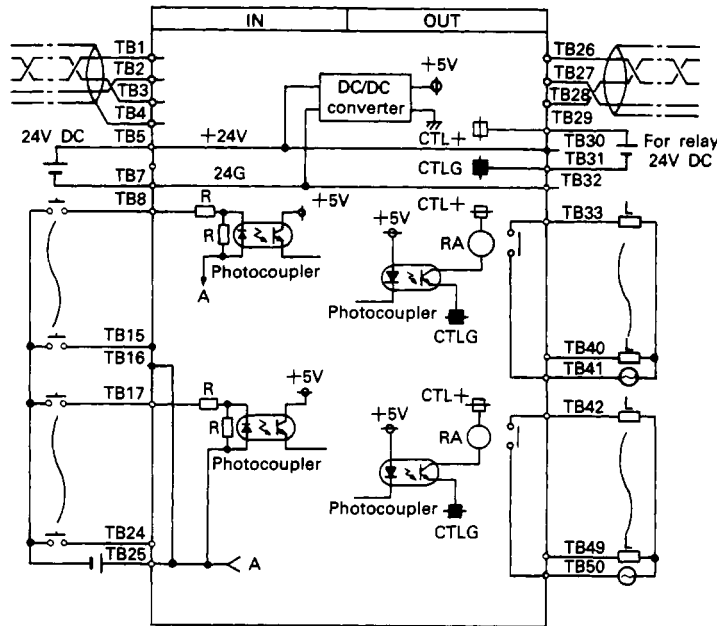 IN OUT
TB1
TB2
TB3
TB4
TB5
TB7
TB8
24V DC
+24V
24G
DC/DC
converter
+5V
CTL+
CTLG
TB26
TB27
TB28
TB29
TB30
TB31
TB32
For relay
24V DC
R
R
+5V
Photocoupler
A
TB15
TB16
+5V
CTL+
RA
Photocoupler
CTLG
TB33
L
L
TB40
TB41
TB17
R
R
+5V
Photocoupler
TB24
TB25
A
+5V
CTL+
RA
Photocoupler
CTLG
TB42
L
L
TB49
TB50